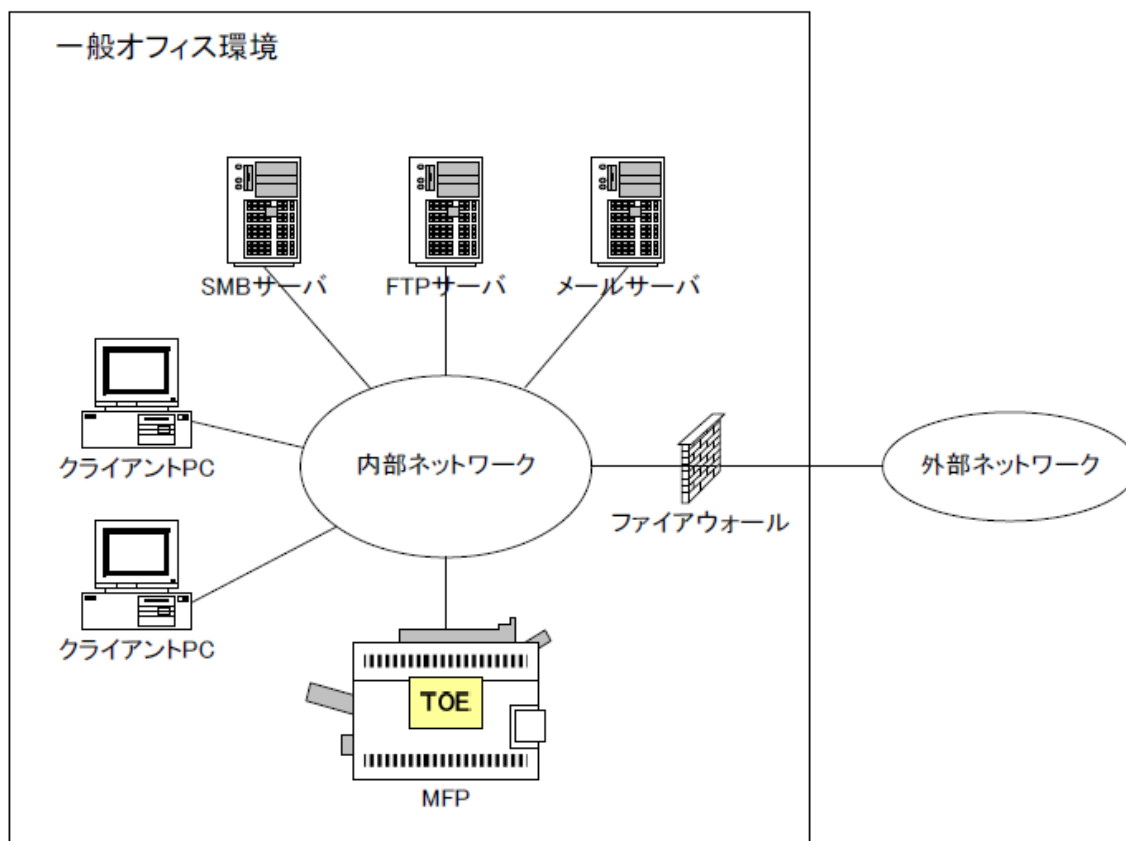 一般オフィス環境
SMBサーバ
FTPサーバ
メールサーバ
クライアントPC
内部ネットワーク
外部ネットワーク
ファイアウォール
クライアントPC
TOE
MFP